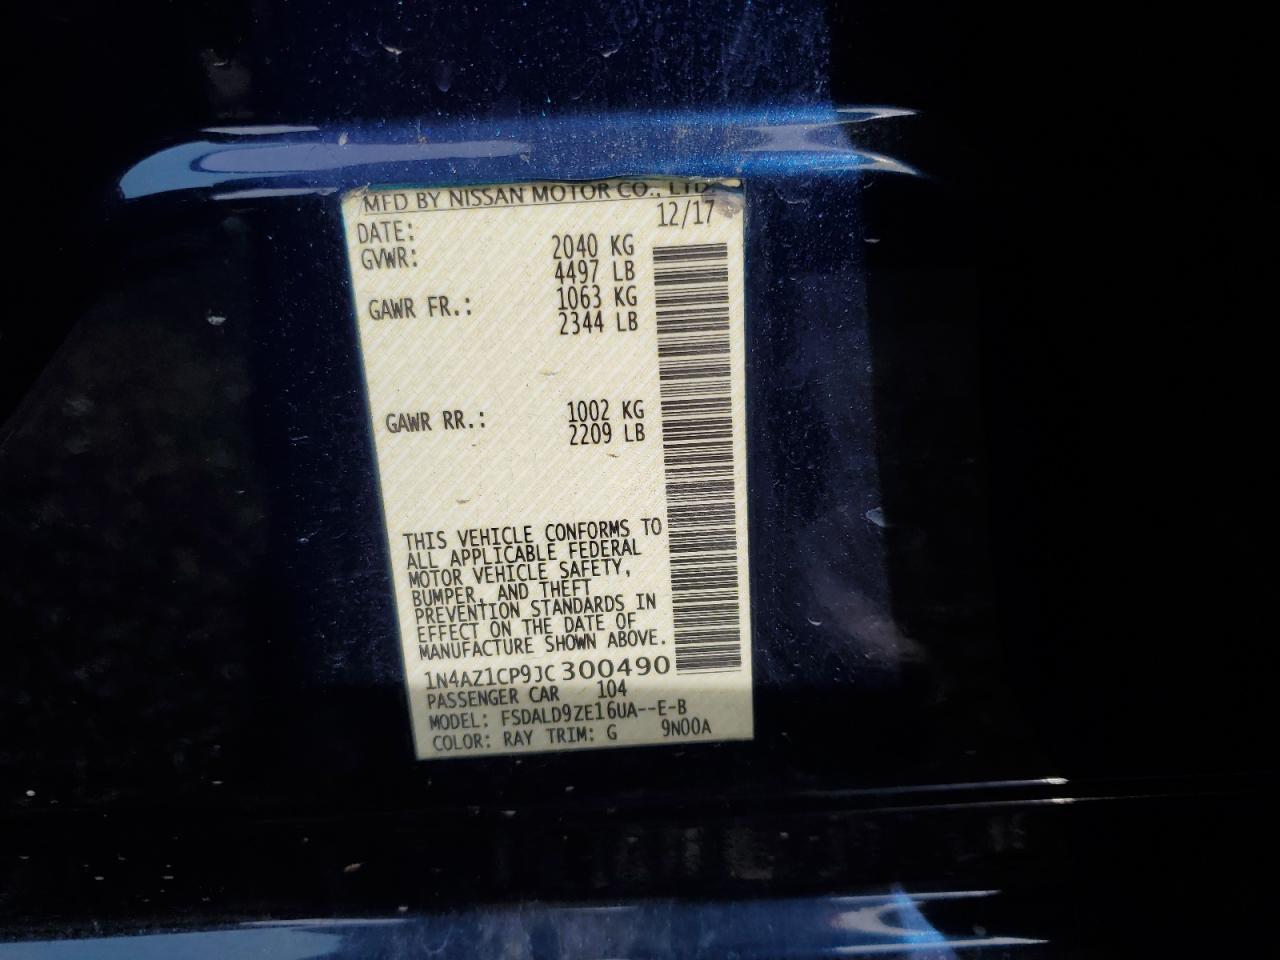 MFD BY NISSAN MOTOR CO., LTD.
DATE: 12/17
GVWR: 2040 KG
4497 LB
GAWR FR.: 1063 KG
2344 LB
GAWR RR.: 1002 KG
2209 LB
THIS VEHICLE CONFORMS TO
ALL APPLICABLE FEDERAL
MOTOR VEHICLE SAFETY,
BUMPER, AND THEFT
PREVENTION STANDARDS IN
EFFECT ON THE DATE OF
MANUFACTURE SHOWN ABOVE.
1N4AZ1CP9JC300490
PASSENGER CAR 104
MODEL: FSDALD9ZE16UA--E-B
COLOR: RAY TRIM: G 9N00A